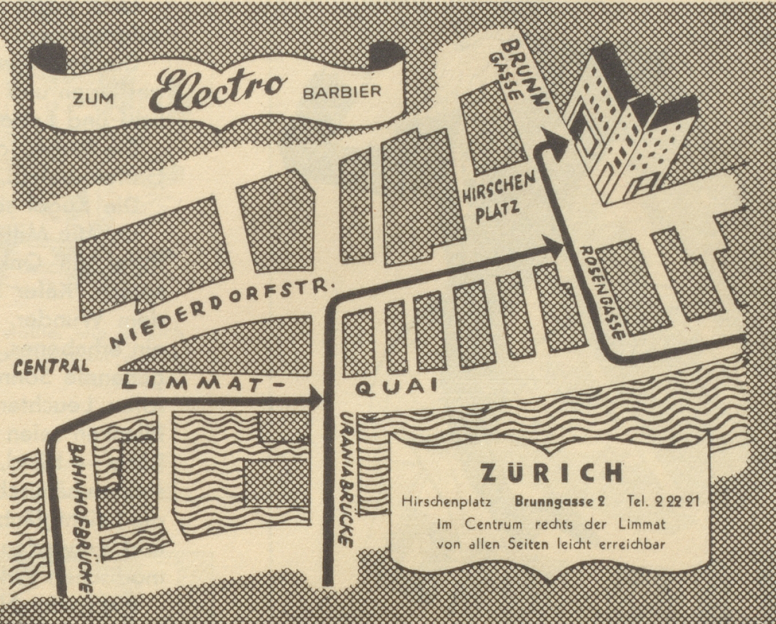 ZUM Electro BARBIER
BRUNN-
GASSE
HIRSCHEN
PLATZ
NIEDERDORFSTR.
ROSENGASSE
CENTRAL
LIMMAT-QUAI
BAHNHOFBRÜCKE
URANIABRÜCKE
ZÜRICH
Hirschenplatz Brunngasse 2 Tel. 2 22 21
Im Centrum rechts der Limmat
von allen Seiten leicht erreichbar